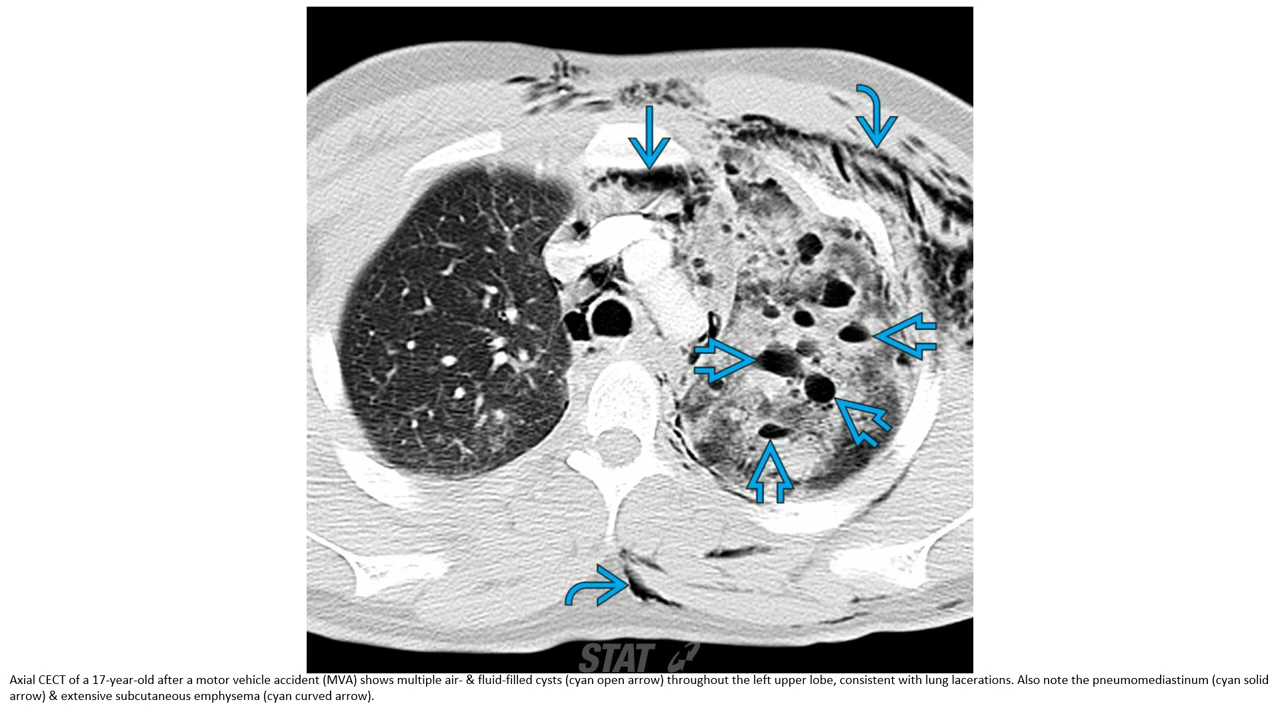 STAT
Axial CECT of a 17-year-old after a motor vehicle accident (MVA) shows multiple air- & fluid-filled cysts (cyan open arrow) throughout the left upper lobe, consistent with lung lacerations. Also note the pneumomediastinum (cyan solid
arrow) & extensive subcutaneous emphysema (cyan curved arrow).